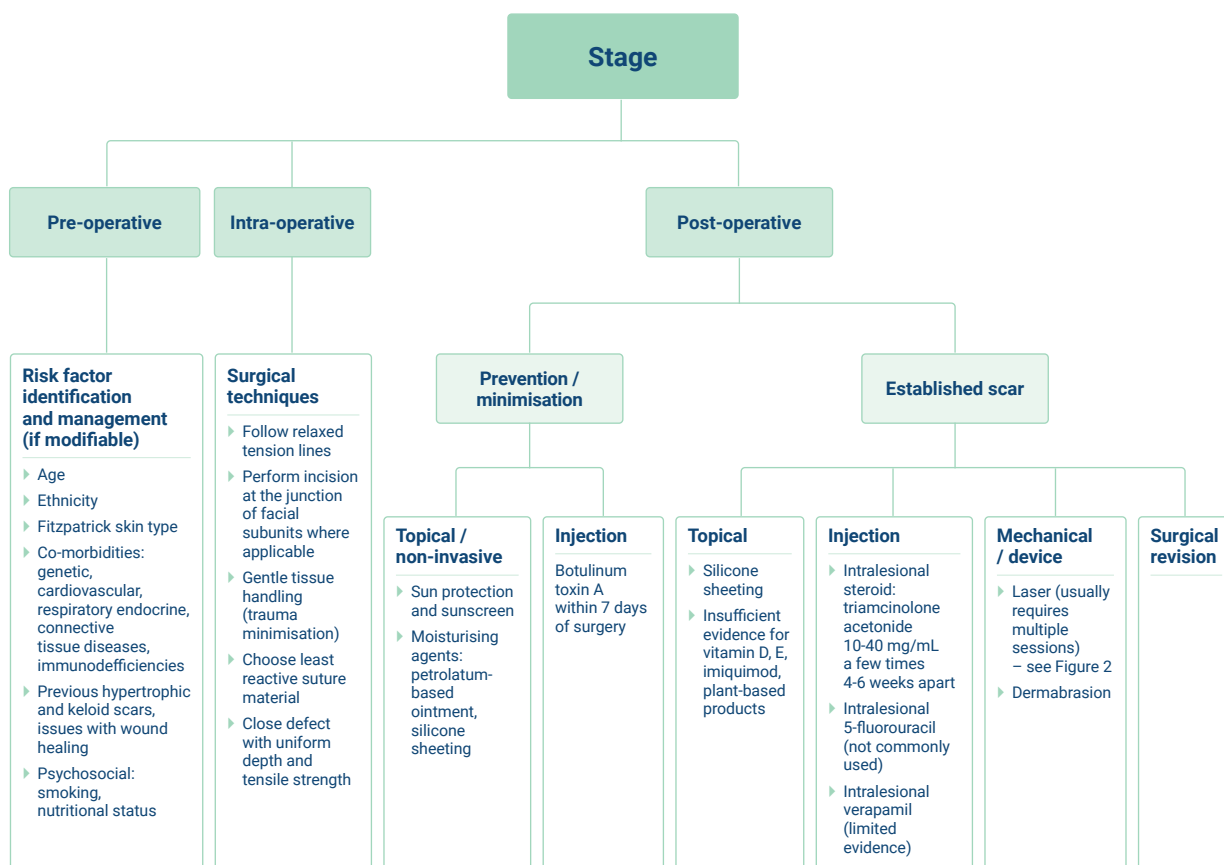 Stage
Pre-operative
Intra-operative
Post-operative
Prevention /
minimisation
Established scar
Risk factor
identification
and management
(if modifiable)
Age
Ethnicity
Fitzpatrick skin type
Co-morbidities:
genetic,
cardiovascular,
respiratory endocrine,
connective
tissue diseases,
immunodefficiencies
Previous hypertrophic
and keloid scars,
issues with wound
healing
Psychosocial:
smoking,
nutritional status
Surgical
techniques
Follow relaxed
tension lines
Perform incision
at the junction
of facial
subunits where
applicable
Gentle tissue
handling
(trauma
minimisation)
Choose least
reactive suture
material
Close defect
with uniform
depth and
tensile strength
Topical /
non-invasive
Sun protection
and sunscreen
Moisturising
agents:
petrolatum-
based
ointment,
silicone
sheeting
Injection
Botulinum
toxin A
within 7 days
of surgery
Topical
Silicone
sheeting
Insufficient
evidence for
vitamin D, E,
imiquimod,
plant-based
products
Injection
Intralesional
steroid:
triamcinolone
acetonide
10-40 mg/mL
a few times
4-6 weeks apart
Intralesional
5-fluorouracil
(not commonly
used)
Intralesional
verapamil
(limited
evidence)
Mechanical
/ device
Laser (usually
requires
multiple
sessions)
– see Figure 2
Dermabrasion
Surgical
revision